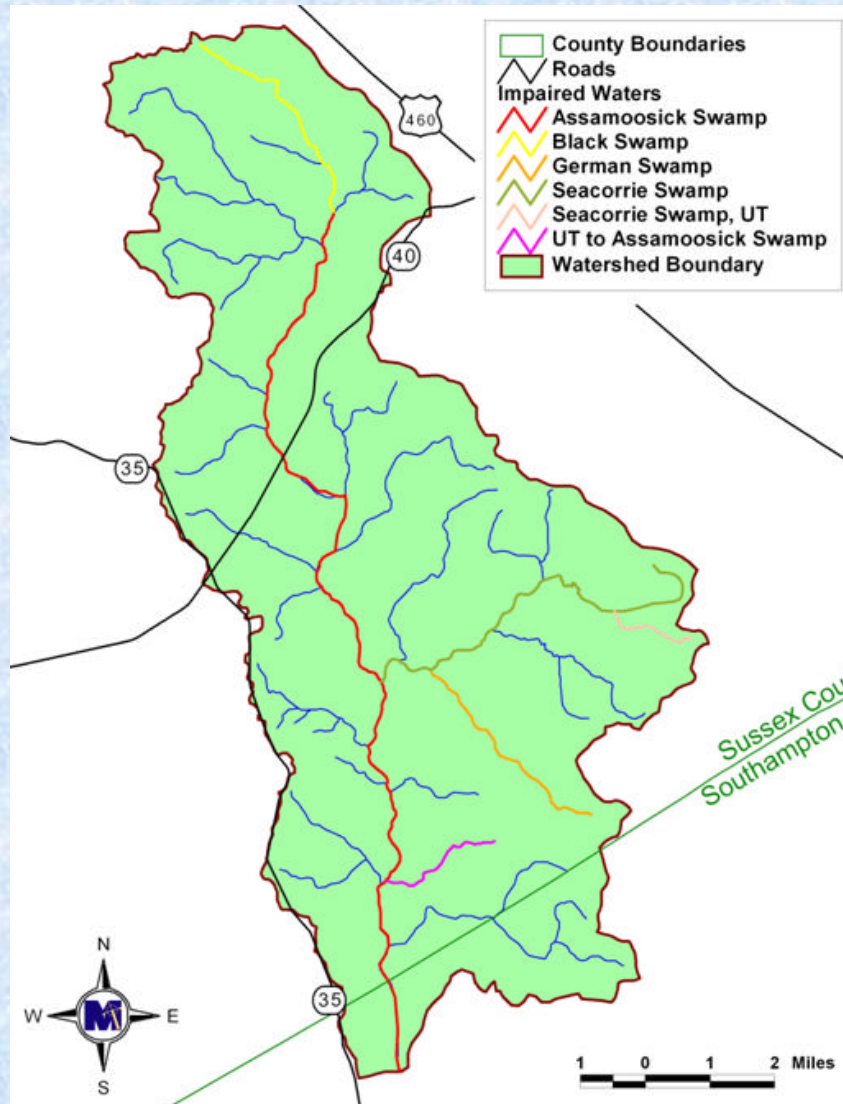 County Boundaries
Roads
Impaired Waters
Assamoosick Swamp
Black Swamp
German Swamp
Seacorrie Swamp
Seacorrie Swamp, UT
UT to Assamoosick Swamp
Watershed Boundary
460
40
35
Sussex Cou
Southampton
35
N
W
E
S
M
1 0 1 2 Miles